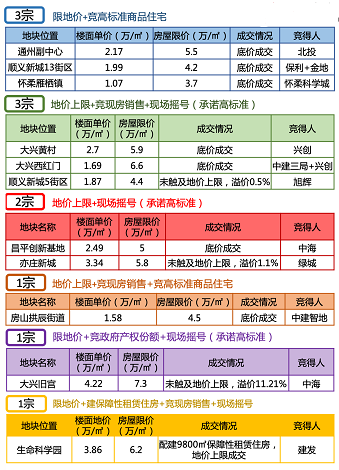 3宗 限地价+竞高标准商品住宅
地块位置 楼面单价(万/㎡) 房屋限价(万/㎡) 成交情况 竞得人
通州副中心 2.17 5.5 底价成交 北投
顺义新城13街区 1.99 4.2 底价成交 保利+金地
怀柔雁栖镇 1.07 3.7 底价成交 怀柔科学城
3宗 地价上限+竞现房销售+现场摇号（承诺高标准）
地块名称 楼面单价(万/㎡) 房屋限价(万/㎡) 成交情况 竞得人
大兴黄村 2.7 5.9 底价成交 兴创
大兴西红门 1.69 6.6 底价成交 中建三局+兴创
顺义新城5街区 1.87 4.4 未触及地价上限，溢价0.5% 旭辉
2宗 地价上限+现场摇号（承诺高标准）
地块名称 楼面单价(万/㎡) 房屋限价(万/㎡) 成交情况 竞得人
昌平创新基地 2.49 5 底价成交 中海
亦庄新城 3.34 5.8 未触及地价上限，溢价1.1% 绿城
1宗 地价上限+竞现房销售+竞高标准商品住宅
地块名称 楼面单价(万/㎡) 房屋限价(万/㎡) 成交情况 竞得人
房山拱辰街道 1.58 4.5 底价成交 中建智地
1宗 限地价+竞政府产权份额+现场摇号（承诺高标准）
地块名称 楼面单价(万/㎡) 房屋限价(万/㎡) 成交情况 竞得人
大兴旧宫 4.22 7.3 未触及地价上限，溢价11.21% 中海
1宗 限地价+建保障性租赁住房+竞现房销售+现场摇号
地块位置 楼面单价(万/㎡) 房屋限价(万/㎡) 成交情况 竞得人
生命科学园 3.86 6.2 配建9800㎡保障性租赁住房，
地价上限成交 建发